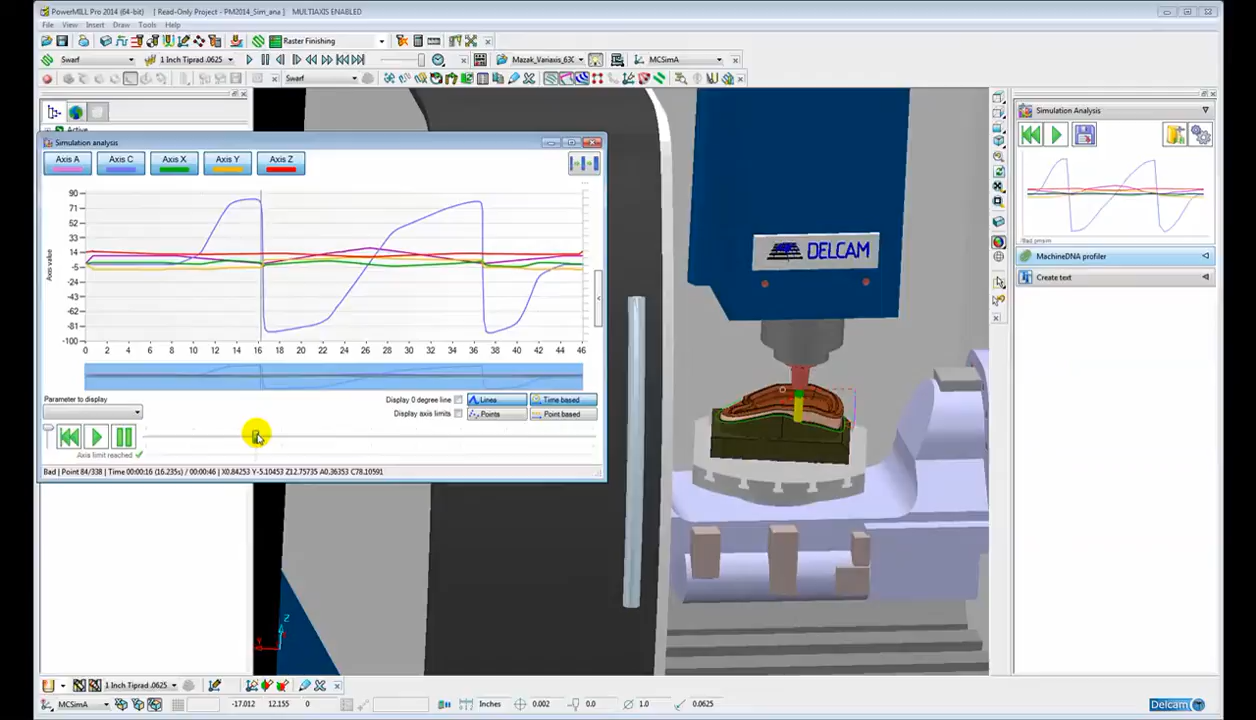 PowerMILL Pro 2014 (64-bit) - [ Read-Only Project - PM2014_Sim_ana ] MULTIAXIS ENABLED
File View Insert Draw Tools Help
Raster Finishing
Swarf 1 Inch Tiprad .0625 Mazak_Variaxis_630 MCSimA
Swarf
Active
Simulation analysis
Axis A Axis C Axis X Axis Y Axis Z
90
71
52
33
14
-5
-24
-43
-62
-81
-100
Axis value
0 2 4 6 8 10 12 14 16 18 20 22 24 26 28 30 32 34 36 38 40 42 44 46
Parameter to display
Display 0 degree line
Lines
Time based
Display axis limits
Points
Point based
Axis limit reached
Bad | Point 84/338 | Time 00:00:16 (16.235s) / 00:00:46 | X0.84253 Y-5.10453 Z12.75735 A0.36353 C78.10591
DELCAM
Simulation Analysis
MachineDNA profiler
Create text
Z
Y
1 Inch Tiprad .0625
MCSimA -17.012 12.155 0 Inches 0.002 0.0 1.0 0.0625
Delcam